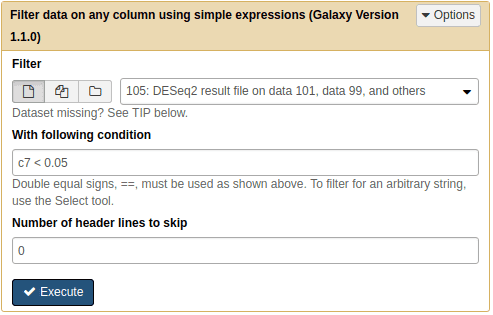 Filter data on any column using simple expressions (Galaxy Version
1.1.0)
Options
Filter
105: DESeq2 result file on data 101, data 99, and others
Dataset missing? See TIP below.
With following condition
c7 < 0.05
Double equal signs, ==, must be used as shown above. To filter for an arbitrary string,
use the Select tool.
Number of header lines to skip
0
Execute